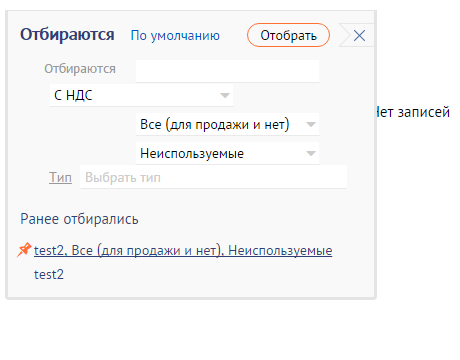 Отбираются По умолчанию Отобрать
Отбираются
С НДС
Нет записей
Все (для продажи и нет)
Неиспользуемые
Тип Выбрать тип
Ранее отбирались
test2, Все (для продажи и нет), Неиспользуемые
test2